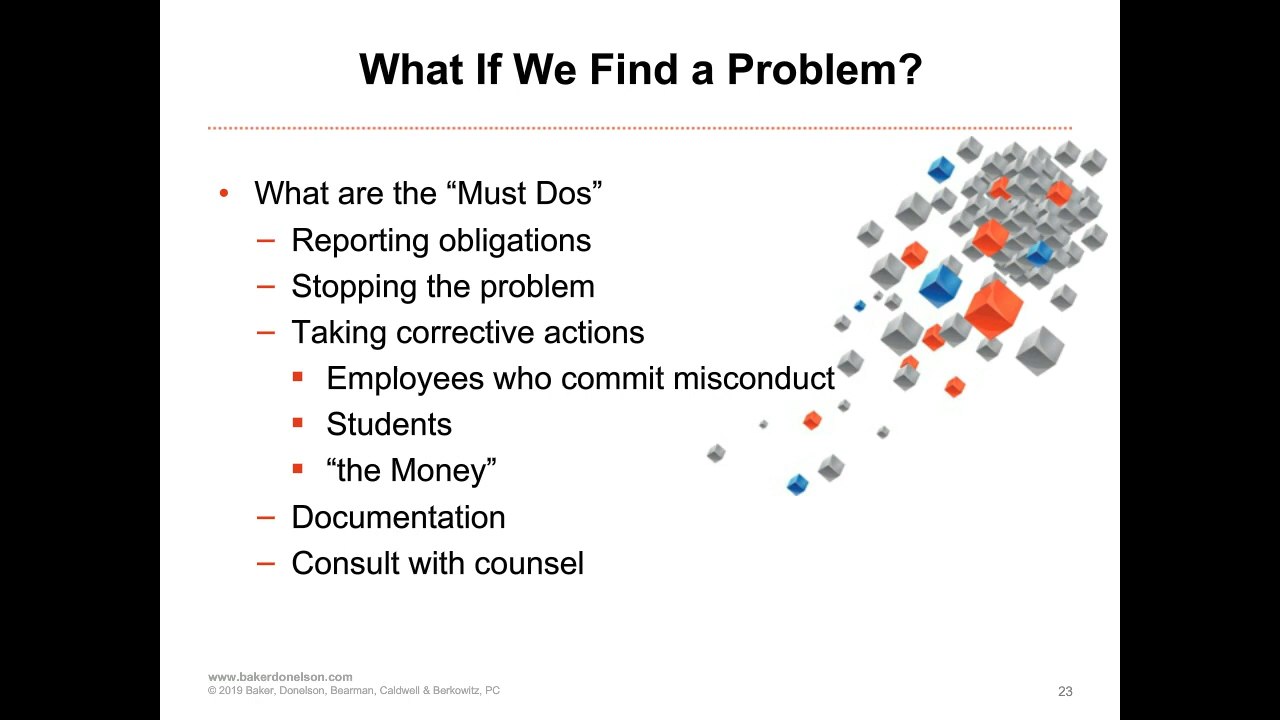 What If We Find a Problem?
• What are the “Must Dos”
– Reporting obligations
– Stopping the problem
– Taking corrective actions
▪ Employees who commit misconduct
▪ Students
▪ “the Money”
– Documentation
– Consult with counsel
www.bakerdonelson.com
© 2019 Baker, Donelson, Bearman, Caldwell & Berkowitz, PC
23